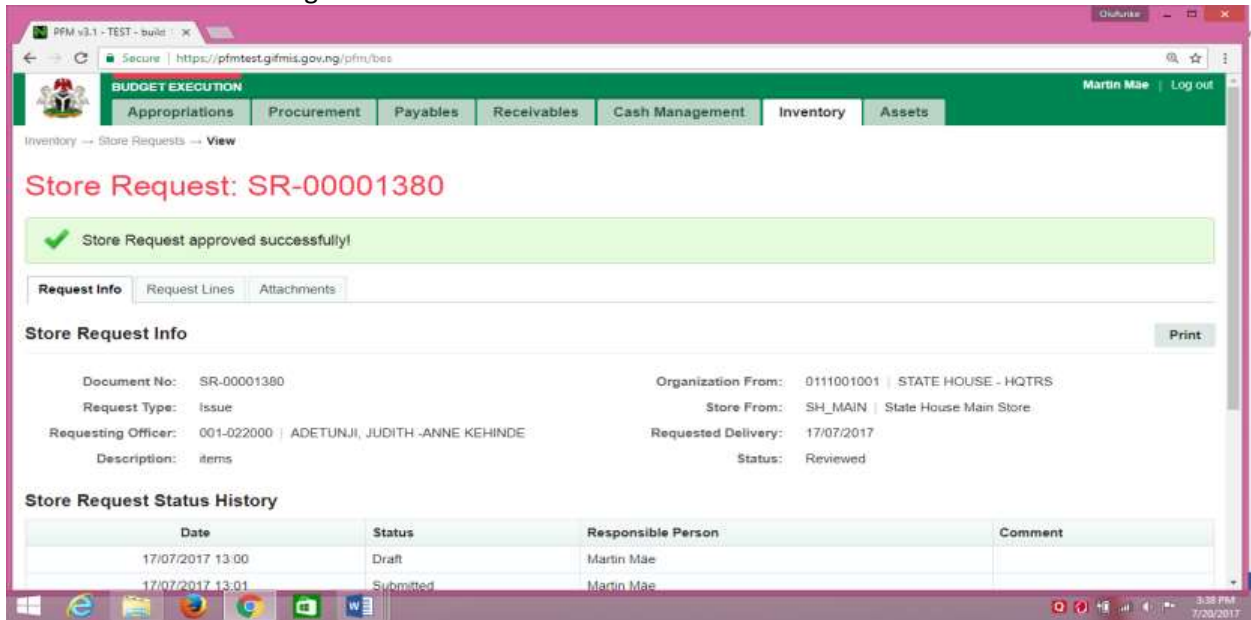 Olufunke
PFM v3.1 - TEST - build
Secure | https://pfmtest.gifmis.gov.ng/pfm/bes
BUDGET EXECUTION
Martin Mäe | Log out
Appropriations Procurement Payables Receivables Cash Management Inventory Assets
Inventory → Store Requests → View
Store Request: SR-00001380
Store Request approved successfully!
Request Info Request Lines Attachments
Store Request Info
Print
Document No: SR-00001380 Organization From: 0111001001 | STATE HOUSE - HQTRS
Request Type: Issue Store From: SH_MAIN | State House Main Store
Requesting Officer: 001-022000 | ADETUNJI, JUDITH -ANNE KEHINDE Requested Delivery: 17/07/2017
Description: items Status: Reviewed
Store Request Status History
Date Status Responsible Person Comment
17/07/2017 13:00 Draft Martin Mäe
17/07/2017 13:01 Submitted Martin Mäe
3:38 PM
7/20/2017